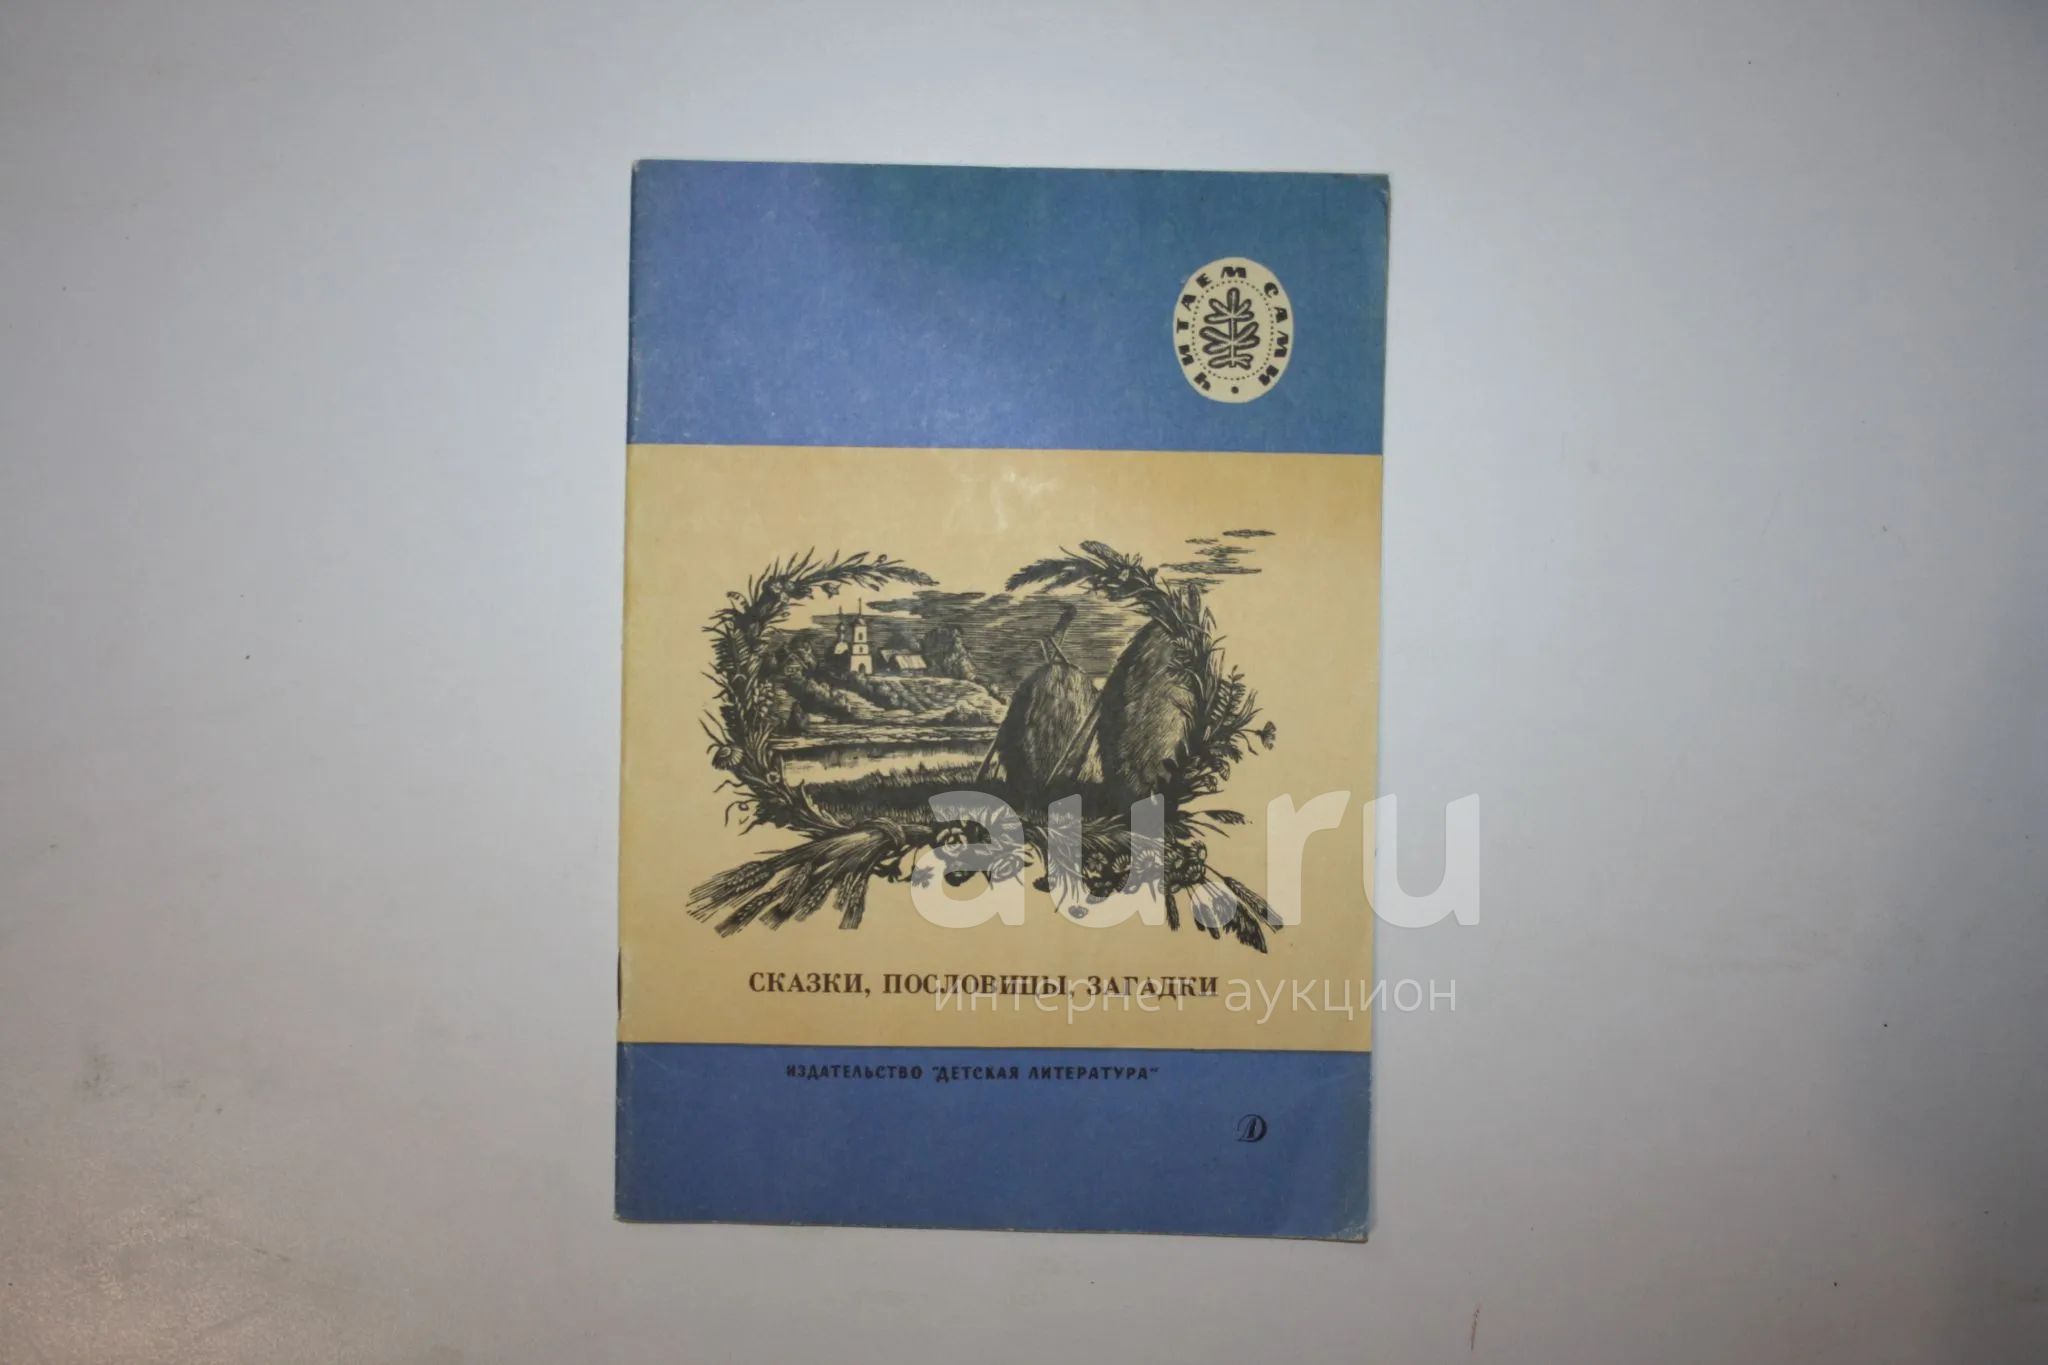 ЧИТАЕМ САМИ
СКАЗКИ, ПОСЛОВИЦЫ, ЗАГАДКИ
ИЗДАТЕЛЬСТВО "ДЕТСКАЯ ЛИТЕРАТУРА"
Д
au.ru
интернет аукцион